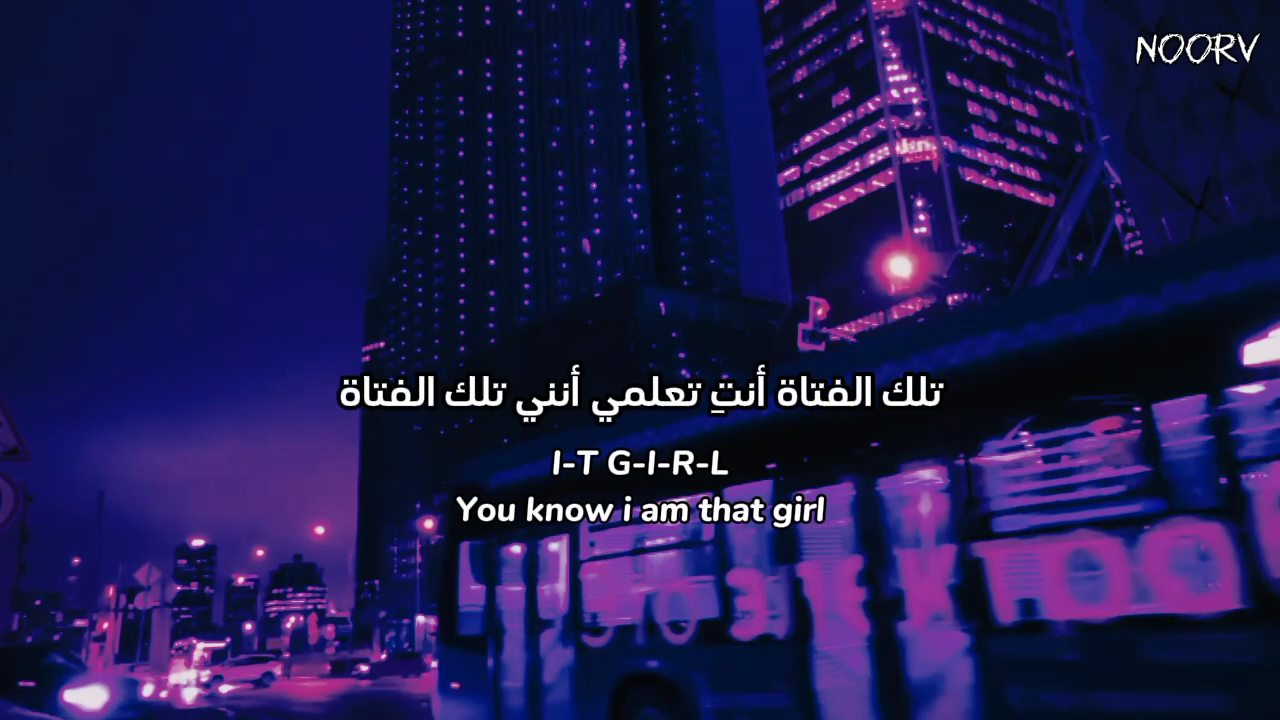 NOORV
تلك الفتاة أنتِ تعلمي أنني تلك الفتاة
I-T G-I-R-L
You know i am that girl